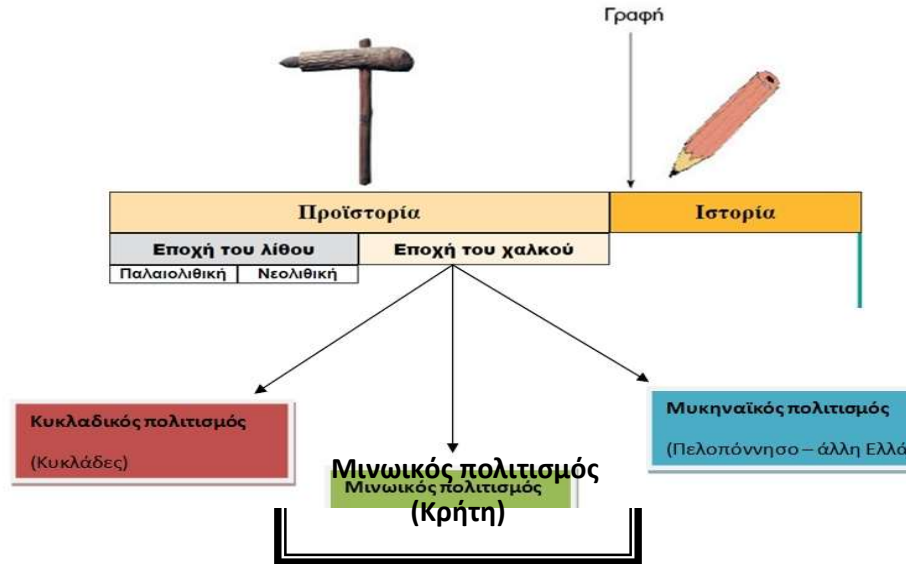 Γραφή
Προϊστορία
Ιστορία
Εποχή του λίθου
Εποχή του χαλκού
Παλαιολιθική
Νεολιθική
Κυκλαδικός πολιτισμός
(Κυκλάδες)
Μυκηναϊκός πολιτισμός
(Πελοπόννησο – άλλη Ελλά
Μινωικός πολιτισμός
Μινωικός πολιτισμός
(Κρήτη)